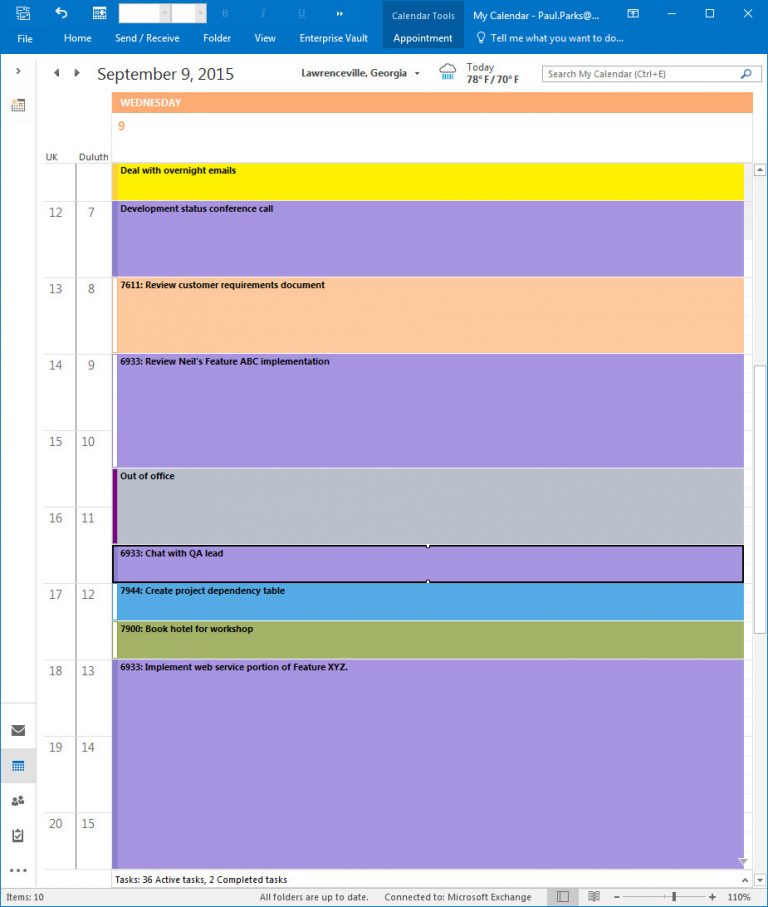 Calendar Tools
My Calendar - Paul.Parks@...
File Home Send / Receive Folder View Enterprise Vault Appointment Tell me what you want to do...
September 9, 2015
Lawrenceville, Georgia
Today
78° F / 70° F
Search My Calendar (Ctrl+E)
WEDNESDAY
9
UK Duluth
Deal with overnight emails
12 7 Development status conference call
13 8 7611: Review customer requirements document
14 9 6933: Review Neil's Feature ABC implementation
15 10
Out of office
16 11
6933: Chat with QA lead
17 12 7944: Create project dependency table
7900: Book hotel for workshop
18 13 6933: Implement web service portion of Feature XYZ.
19 14
20 15
Tasks: 36 Active tasks, 2 Completed tasks
Items: 10 All folders are up to date. Connected to: Microsoft Exchange 110%